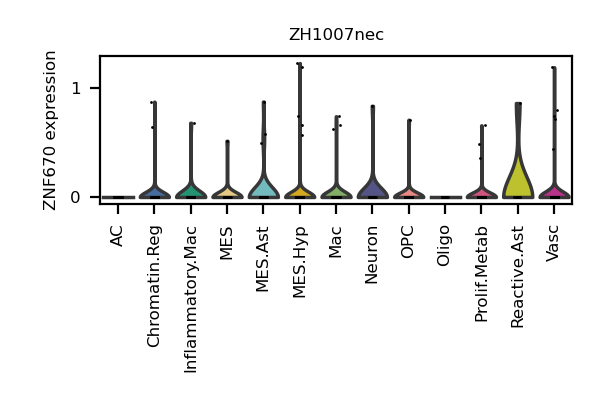 ZH1007nec
ZNF670 expression
1
0
AC
Chromatin.Reg
Inflammatory.Mac
MES
MES.Ast
MES.Hyp
Mac
Neuron
OPC
Oligo
Prolif.Metab
Reactive.Ast
Vasc